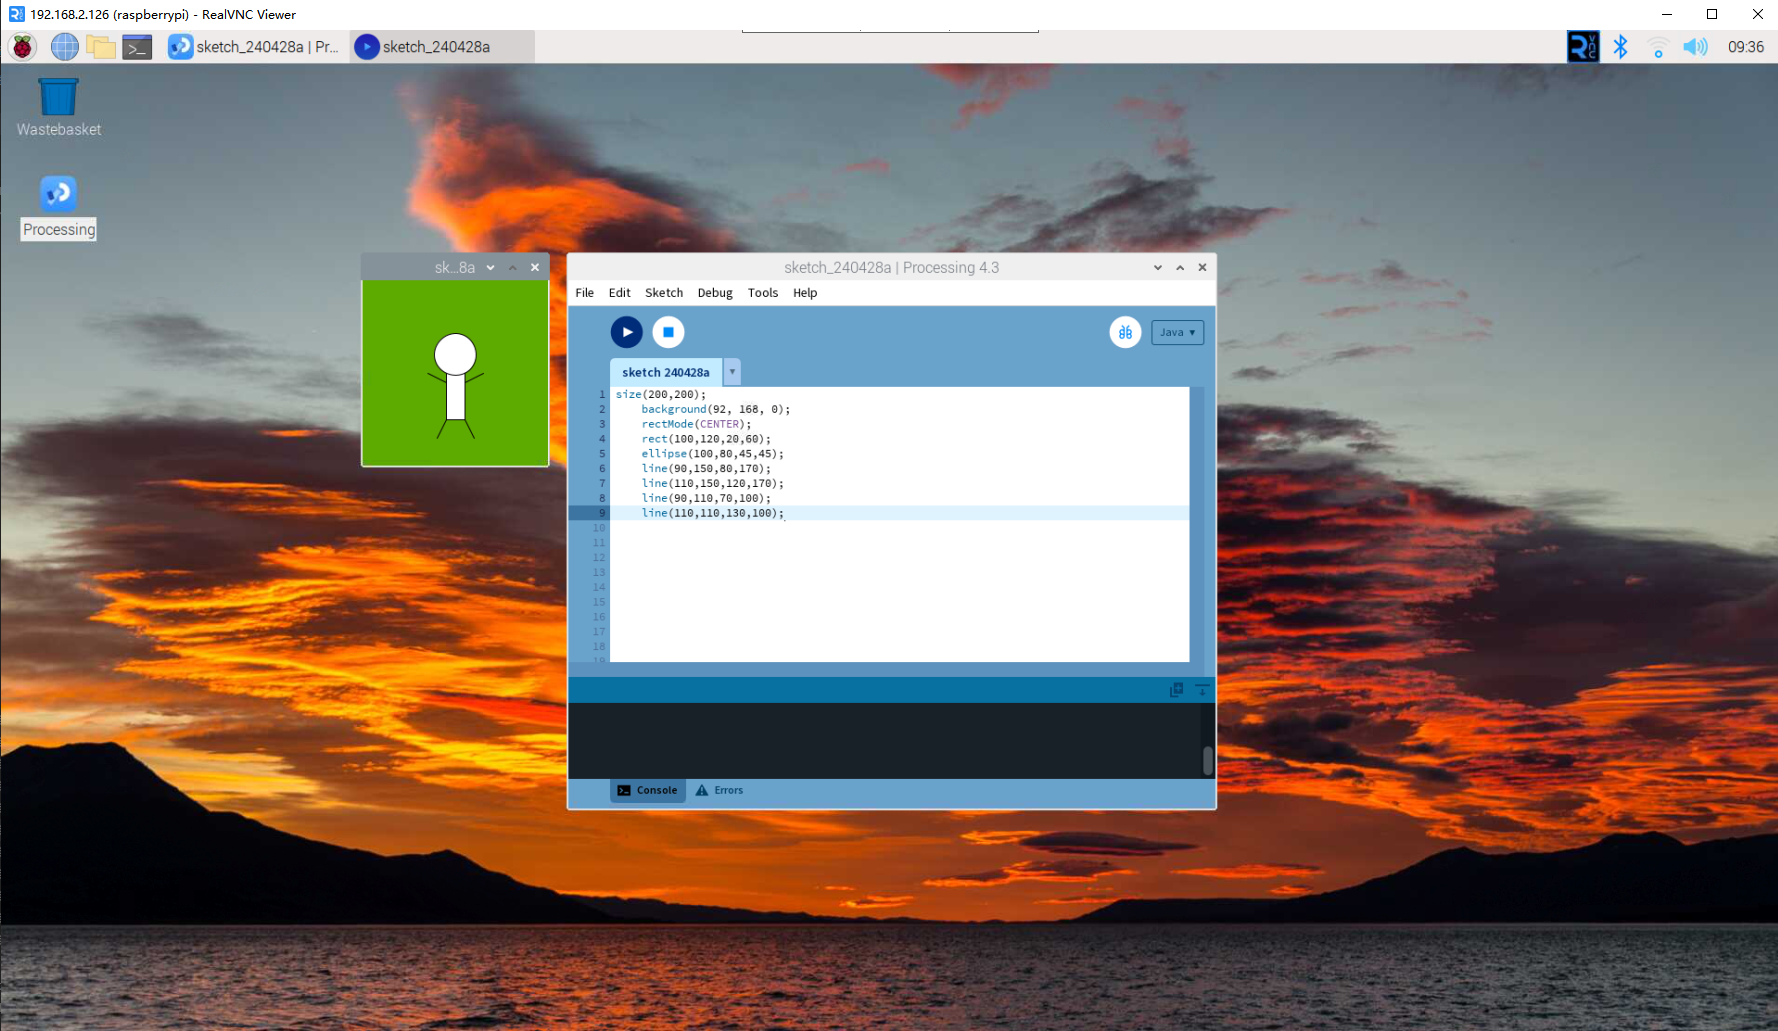 192.168.2.126 (raspberrypi) - RealVNC Viewer
sketch_240428a | Pr...
sketch_240428a
09:36
Wastebasket
Processing
sk...8a
sketch_240428a | Processing 4.3
File Edit Sketch Debug Tools Help
Java
sketch 240428a
1 size(200,200);
2 background(92, 168, 0);
3 rectMode(CENTER);
4 rect(100,120,20,60);
5 ellipse(100,80,45,45);
6 line(90,150,80,170);
7 line(110,150,120,170);
8 line(90,110,70,100);
9 line(110,110,130,100);
10
11
12
13
14
15
16
17
18
19
Console Errors